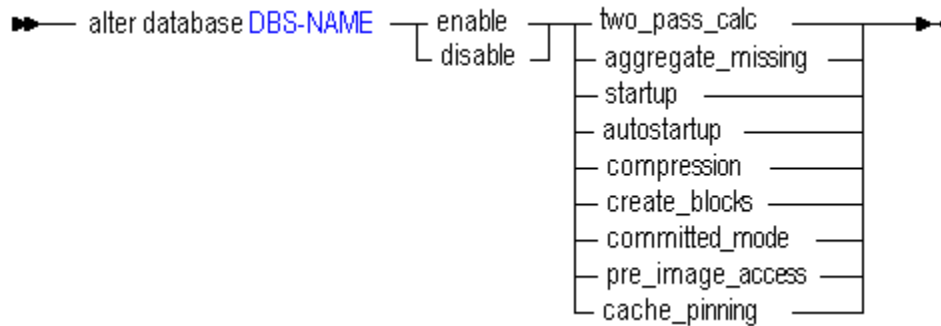 alter database DBS-NAME enable two_pass_calc
disable aggregate_missing
startup
autostartup
compression
create_blocks
committed_mode
pre_image_access
cache_pinning